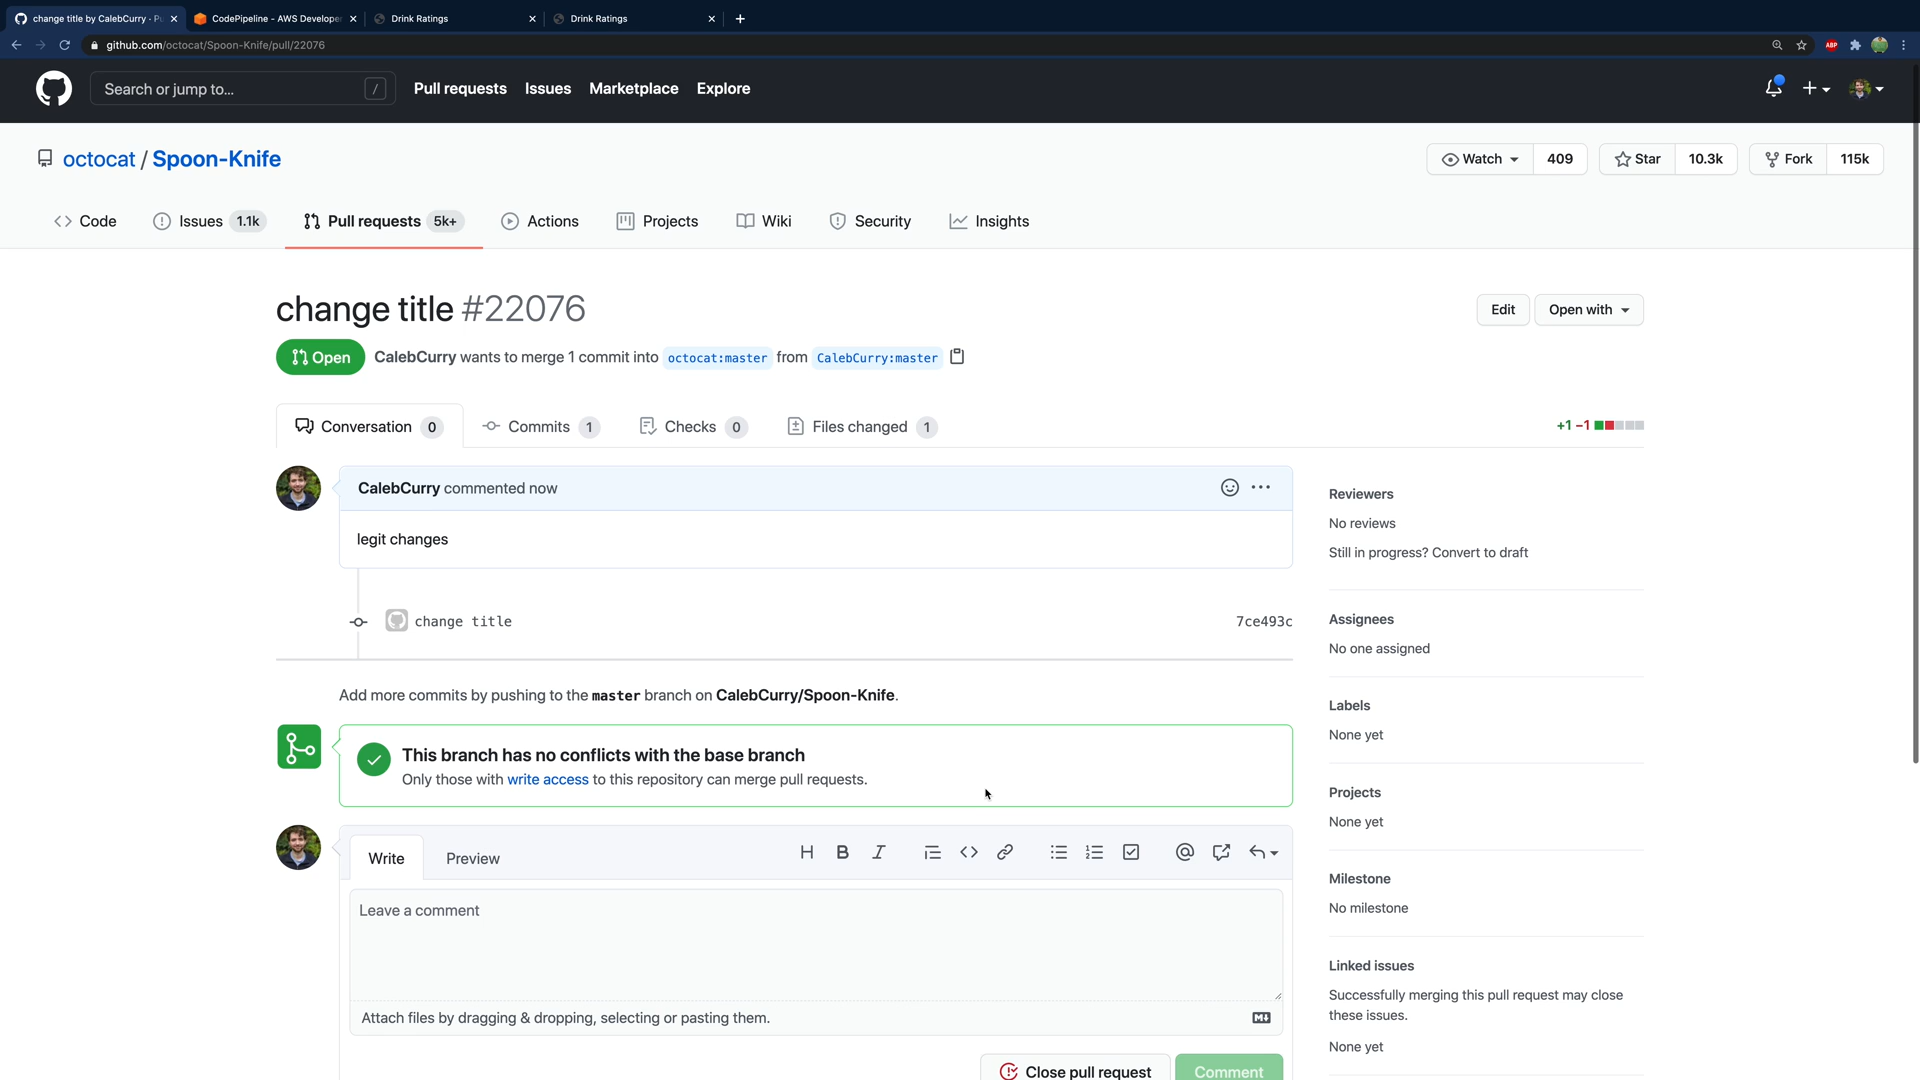 change title by CalebCurry · P
CodePipeline - AWS Develope
Drink Ratings
Drink Ratings
github.com/octocat/Spoon-Knife/pull/22076
ABP
Search or jump to...
/
Pull requests
Issues
Marketplace
Explore
octocat / Spoon-Knife
Watch 409
Star 10.3k
Fork 115k
Code
Issues 1.1k
Pull requests 5k+
Actions
Projects
Wiki
Security
Insights
change title #22076
Edit
Open with
Open
CalebCurry wants to merge 1 commit into octocat:master from CalebCurry:master
Conversation 0
Commits 1
Checks 0
Files changed 1
+1 −1
CalebCurry commented now
legit changes
change title
7ce493c
Add more commits by pushing to the master branch on CalebCurry/Spoon-Knife.
This branch has no conflicts with the base branch
Only those with write access to this repository can merge pull requests.
Write
Preview
H B I
Leave a comment
Attach files by dragging & dropping, selecting or pasting them.
Close pull request
Comment
Reviewers
No reviews
Still in progress? Convert to draft
Assignees
No one assigned
Labels
None yet
Projects
None yet
Milestone
No milestone
Linked issues
Successfully merging this pull request may close
these issues.
None yet